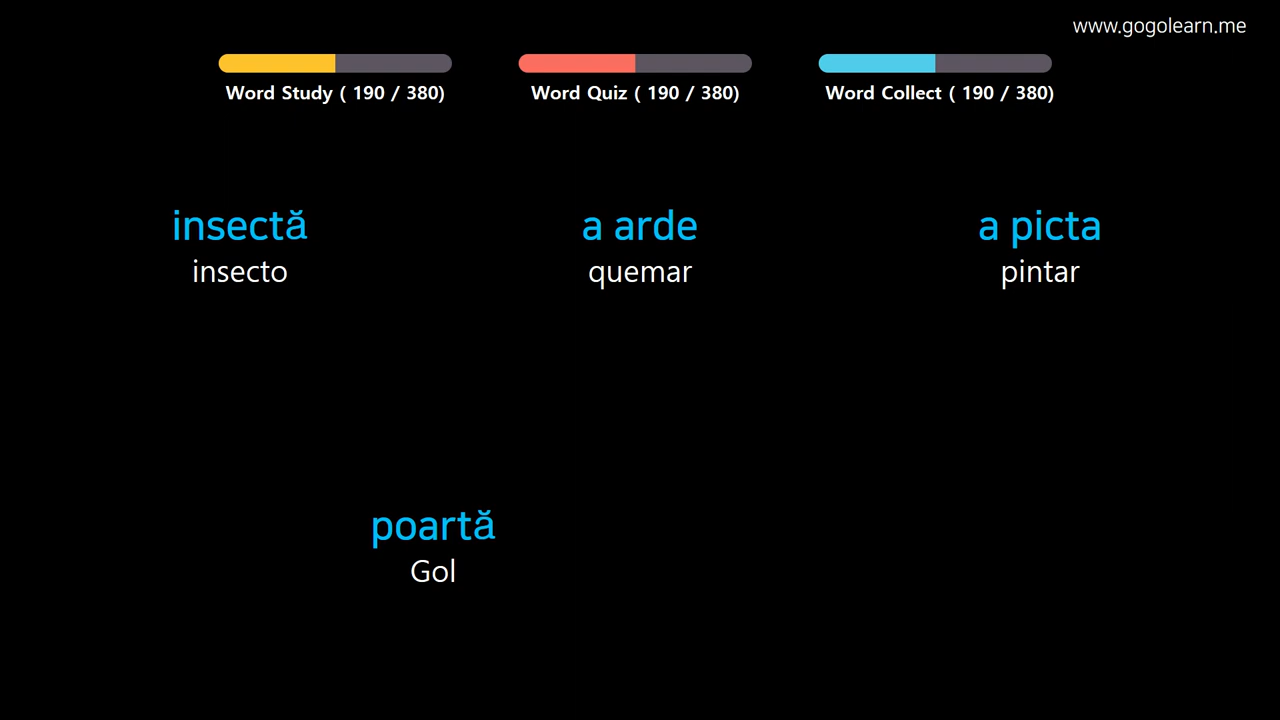 www.gogolearn.me
Word Study ( 190 / 380)
Word Quiz ( 190 / 380)
Word Collect ( 190 / 380)
insectă
insecto
a arde
quemar
a picta
pintar
poartă
Gol